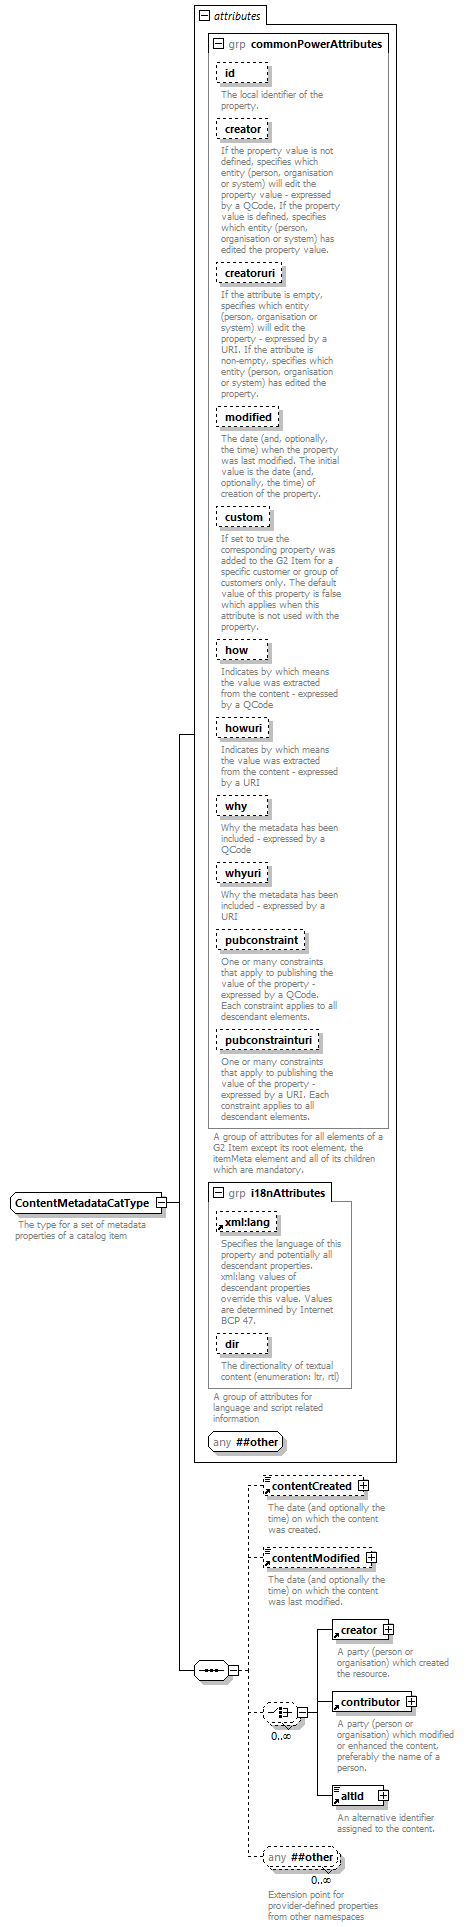 attributes
grp commonPowerAttributes
id
The local identifier of the
property.
creator
If the property value is not
defined, specifies which
entity (person, organisation
or system) will edit the
property value - expressed
by a QCode. If the property
value is defined, specifies
which entity (person,
organisation or system) has
edited the property value.
creatoruri
If the attribute is empty,
specifies which entity
(person, organisation or
system) will edit the
property - expressed by a
URI. If the attribute is
non-empty, specifies which
entity (person, organisation
or system) has edited the
property.
modified
The date (and, optionally,
the time) when the property
was last modified. The initial
value is the date (and,
optionally, the time) of
creation of the property.
custom
If set to true the
corresponding property was
added to the G2 Item for a
specific customer or group of
customers only. The default
value of this property is false
which applies when this
attribute is not used with the
property.
how
Indicates by which means
the value was extracted
from the content - expressed
by a QCode
howuri
Indicates by which means
the value was extracted
from the content - expressed
by a URI
why
Why the metadata has been
included - expressed by a
QCode
whyuri
Why the metadata has been
included - expressed by a
URI
pubconstraint
One or many constraints
that apply to publishing the
value of the property -
expressed by a QCode.
Each constraint applies to all
descendant elements.
pubconstrainturi
One or many constraints
that apply to publishing the
value of the property -
expressed by a URI. Each
constraint applies to all
descendant elements.
A group of attributes for all elements of a
G2 Item except its root element, the
itemMeta element and all of its children
which are mandatory.
ContentMetadataCatType
The type for a set of metadata
properties of a catalog item
grp i18nAttributes
xml:lang
Specifies the language of this
property and potentially all
descendant properties.
xml:lang values of
descendant properties
override this value. Values
are determined by Internet
BCP 47.
dir
The directionality of textual
content (enumeration: ltr, rtl)
A group of attributes for
language and script related
information
any ##other
contentCreated
The date (and optionally the
time) on which the content
was created.
contentModified
The date (and optionally the
time) on which the content
was last modified.
creator
A party (person or
organisation) which created
the resource.
contributor
A party (person or
organisation) which modified
or enhanced the content,
preferably the name of a
person.
0..∞
altId
An alternative identifier
assigned to the content.
any ##other
0..∞
Extension point for
provider-defined properties
from other namespaces